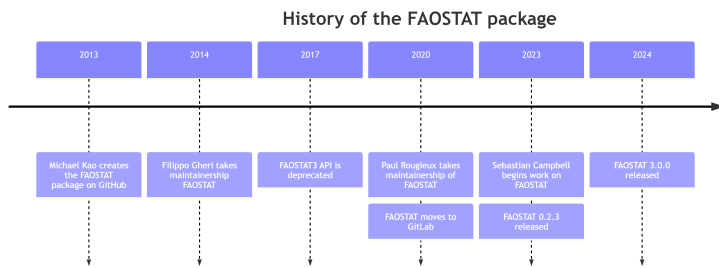 History of the FAOSTAT package
2013
2014
2017
2020
2023
2024
Michael Kao creates
the FAOSTAT
package on GitHub
Filippo Gheri takes
maintainership
FAOSTAT
FAOSTAT3 API is
deprecated
Paul Rougieux takes
maintainership of
FAOSTAT
FAOSTAT moves to
GitLab
Sebastian Campbell
begins work on
FAOSTAT
FAOSTAT 0.2.3
released
FAOSTAT 3.0.0
released